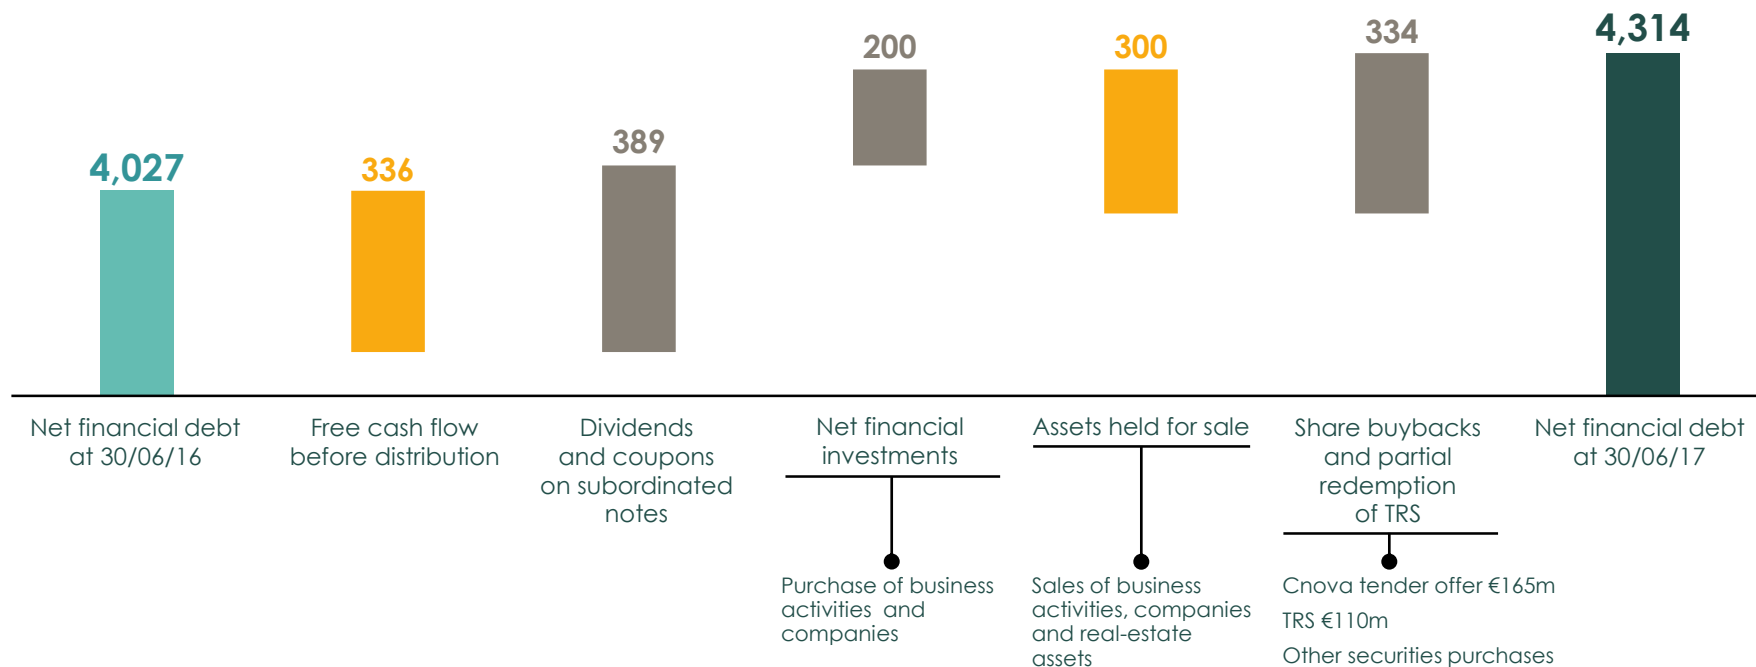 4,027
336
389
200
300
334
4,314
Net financial debt
at 30/06/16
Free cash flow
before distribution
Dividends
and coupons
on subordinated
notes
Net financial
investments
Assets held for sale
Share buybacks
and partial
redemption
of TRS
Net financial debt
at 30/06/17
Purchase of business
activities and
companies
Sales of business
activities, companies
and real-estate
assets
Cnova tender offer €165m
TRS €110m
Other securities purchases